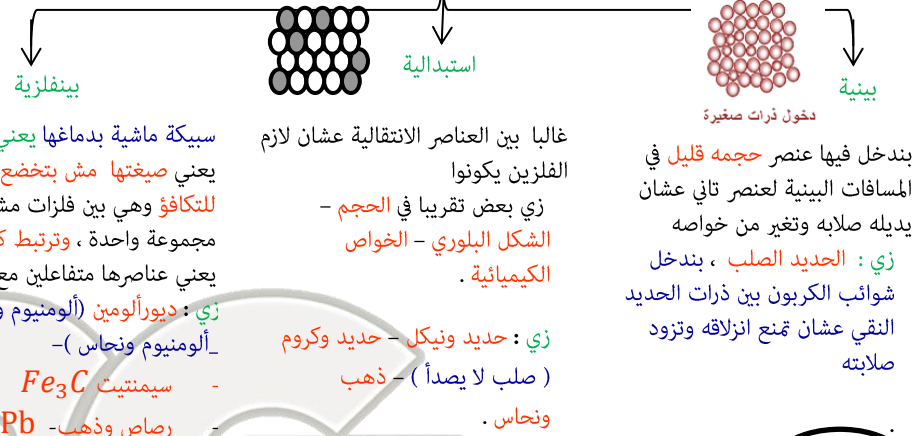 بينية
دخول ذرات صغيرة
بندخل فيها عنصر حجمه قليل في
المسافات البينية لعنصر تاني عشان
يديله صلابه وتغير من خواصه
زي : الحديد الصلب ، بندخل
شوائب الكربون بين ذرات الحديد
النقي عشان تمنع انزلاقه وتزود
صلابته
استبدالية
غالبا بين العناصر الانتقالية عشان لازم
الفلزين يكونوا
زي بعض تقريبا في الحجم –
الشكل البلوري – الخواص
الكيميائية .
زي : حديد ونيكل – حديد وكروم
( صلب لا يصدأ ) – ذهب
ونحاس .
بينفلزية
سبيكة ماشية بدماغها يعني
يعني صيغتها مش بتخضع
للتكافؤ وهي بين فلزات
مجموعة واحدة ، وترتبط
يعني عناصرها متفاعلين
زي : ديورألومين (ألومنيوم
_ألومنيوم ونحاس )–
- سيمنتيت Fe₃C
- رصاص وذهب- Pb